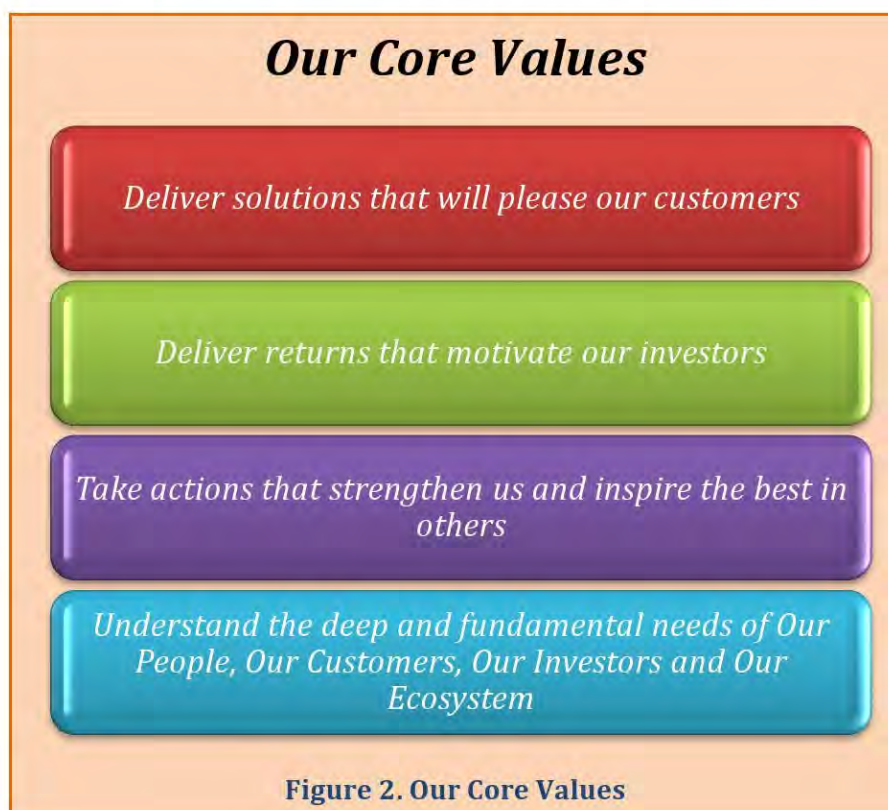 Our Core Values
Deliver solutions that will please our customers
Deliver returns that motivate our investors
Take actions that strengthen us and inspire the best in
others
Understand the deep and fundamental needs of Our
People, Our Customers, Our Investors and Our
Ecosystem
Figure 2. Our Core Values